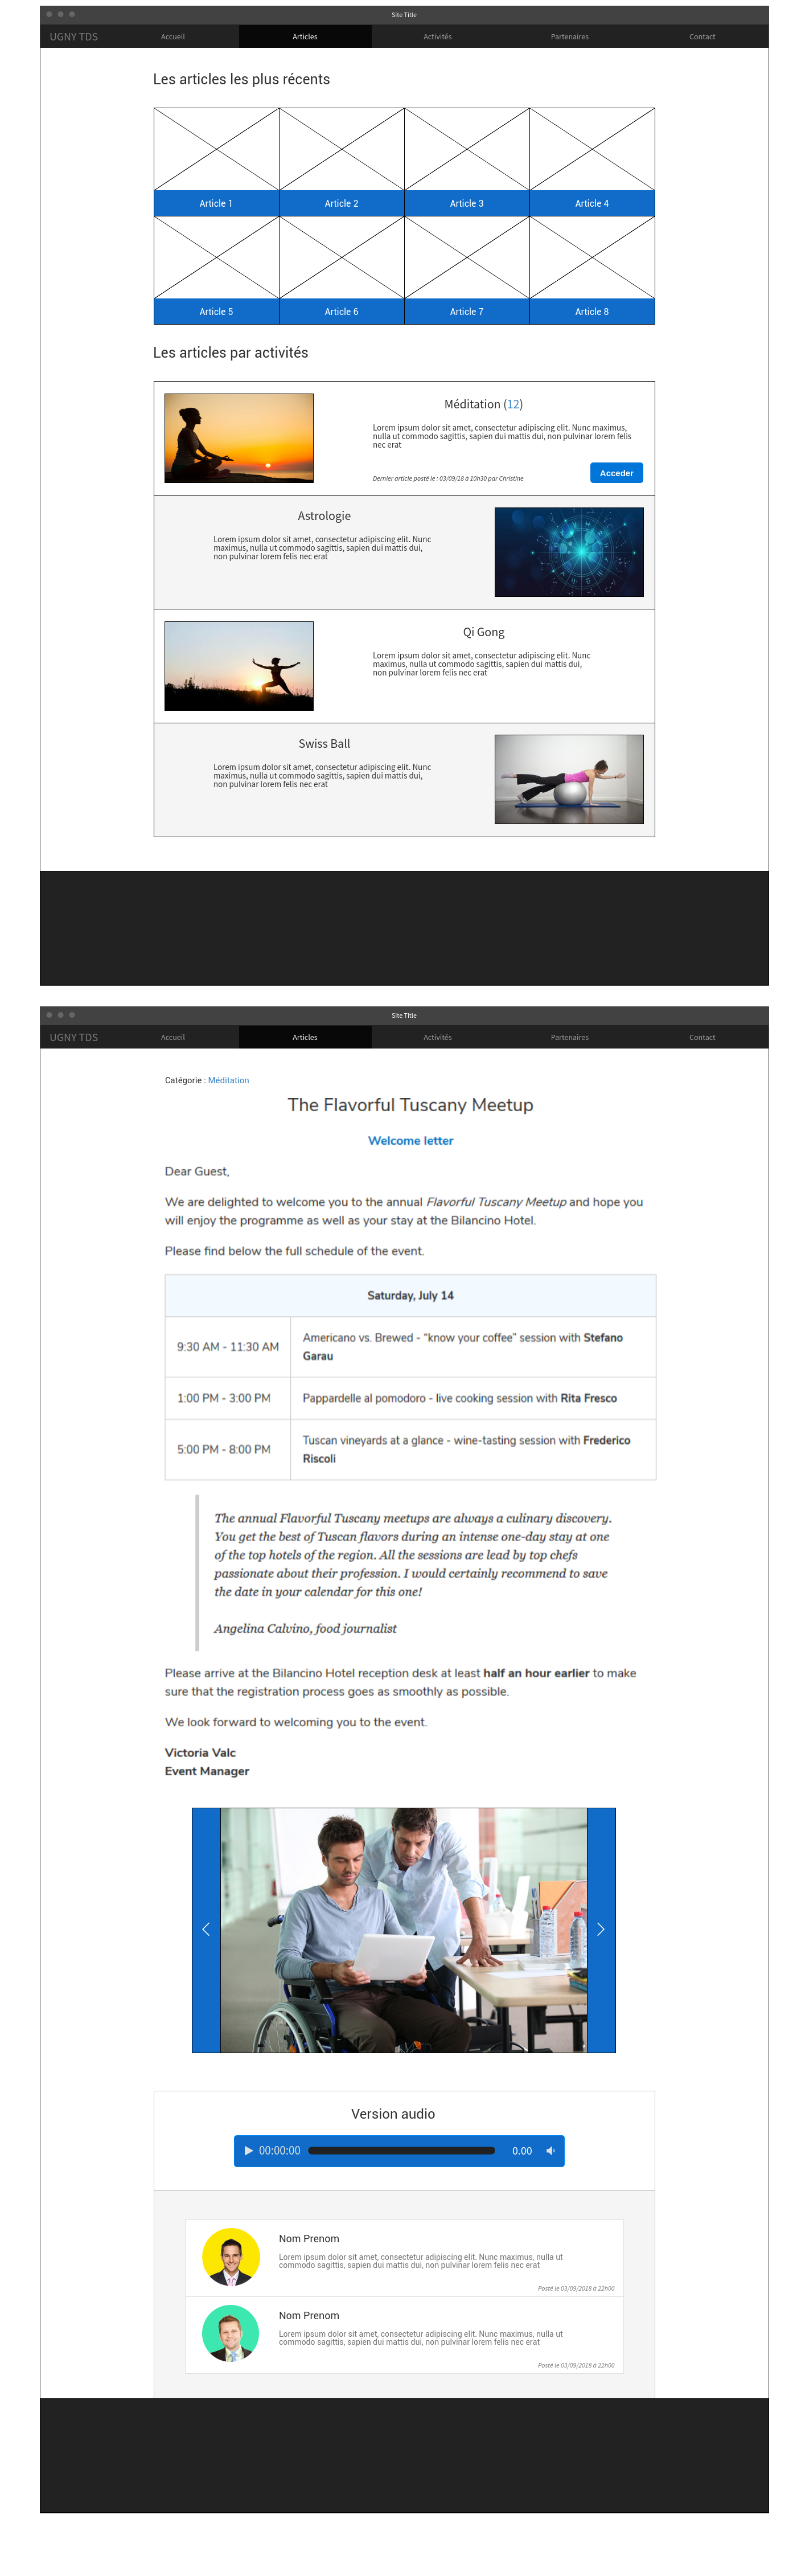 Site Title
UGNY TDS Accueil Articles Activités Partenaires Contact
Les articles les plus récents
Article 1 Article 2 Article 3 Article 4
Article 5 Article 6 Article 7 Article 8
Les articles par activités
Méditation (12)
Lorem ipsum dolor sit amet, consectetur adipiscing elit. Nunc maximus,
nulla ut commodo sagittis, sapien dui mattis dui, non pulvinar lorem felis
nec erat
Dernier article posté le : 03/09/18 à 10h30 par Christine
Acceder
Astrologie
Lorem ipsum dolor sit amet, consectetur adipiscing elit. Nunc
maximus, nulla ut commodo sagittis, sapien dui mattis dui,
non pulvinar lorem felis nec erat
Qi Gong
Lorem ipsum dolor sit amet, consectetur adipiscing elit. Nunc
maximus, nulla ut commodo sagittis, sapien dui mattis dui,
non pulvinar lorem felis nec erat
Swiss Ball
Lorem ipsum dolor sit amet, consectetur adipiscing elit. Nunc
maximus, nulla ut commodo sagittis, sapien dui mattis dui,
non pulvinar lorem felis nec erat
Site Title
UGNY TDS Accueil Articles Activités Partenaires Contact
Catégorie : Méditation
The Flavorful Tuscany Meetup
Welcome letter
Dear Guest,
We are delighted to welcome you to the annual Flavorful Tuscany Meetup and hope you
will enjoy the programme as well as your stay at the Bilancino Hotel.
Please find below the full schedule of the event.
Saturday, July 14
9:30 AM - 11:30 AM Americano vs. Brewed - “know your coffee” session with Stefano
Garau
1:00 PM - 3:00 PM Pappardelle al pomodoro - live cooking session with Rita Fresco
5:00 PM - 8:00 PM Tuscan vineyards at a glance - wine-tasting session with Frederico
Riscoli
The annual Flavorful Tuscany meetups are always a culinary discovery.
You get the best of Tuscan flavors during an intense one-day stay at one
of the top hotels of the region. All the sessions are lead by top chefs
passionate about their profession. I would certainly recommend to save
the date in your calendar for this one!
Angelina Calvino, food journalist
Please arrive at the Bilancino Hotel reception desk at least half an hour earlier to make
sure that the registration process goes as smoothly as possible.
We look forward to welcoming you to the event.
Victoria Valc
Event Manager
Version audio
00:00:00 0.00
Nom Prenom
Lorem ipsum dolor sit amet, consectetur adipiscing elit. Nunc maximus, nulla ut
commodo sagittis, sapien dui mattis dui, non pulvinar lorem felis nec erat
Posté le 03/09/2018 à 22h00
Nom Prenom
Lorem ipsum dolor sit amet, consectetur adipiscing elit. Nunc maximus, nulla ut
commodo sagittis, sapien dui mattis dui, non pulvinar lorem felis nec erat
Posté le 03/09/2018 à 22h00